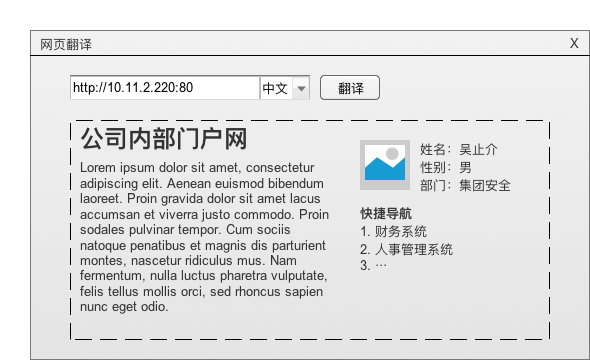 网页翻译 X
http://10.11.2.220:80 中文 翻译
公司内部门户网
Lorem ipsum dolor sit amet, consectetur
adipiscing elit. Aenean euismod bibendum
laoreet. Proin gravida dolor sit amet lacus
accumsan et viverra justo commodo. Proin
sodales pulvinar tempor. Cum sociis
natoque penatibus et magnis dis parturient
montes, nascetur ridiculus mus. Nam
fermentum, nulla luctus pharetra vulputate,
felis tellus mollis orci, sed rhoncus sapien
nunc eget odio.
姓名：吴止介
性别：男
部门：集团安全
快捷导航
1. 财务系统
2. 人事管理系统
3. …